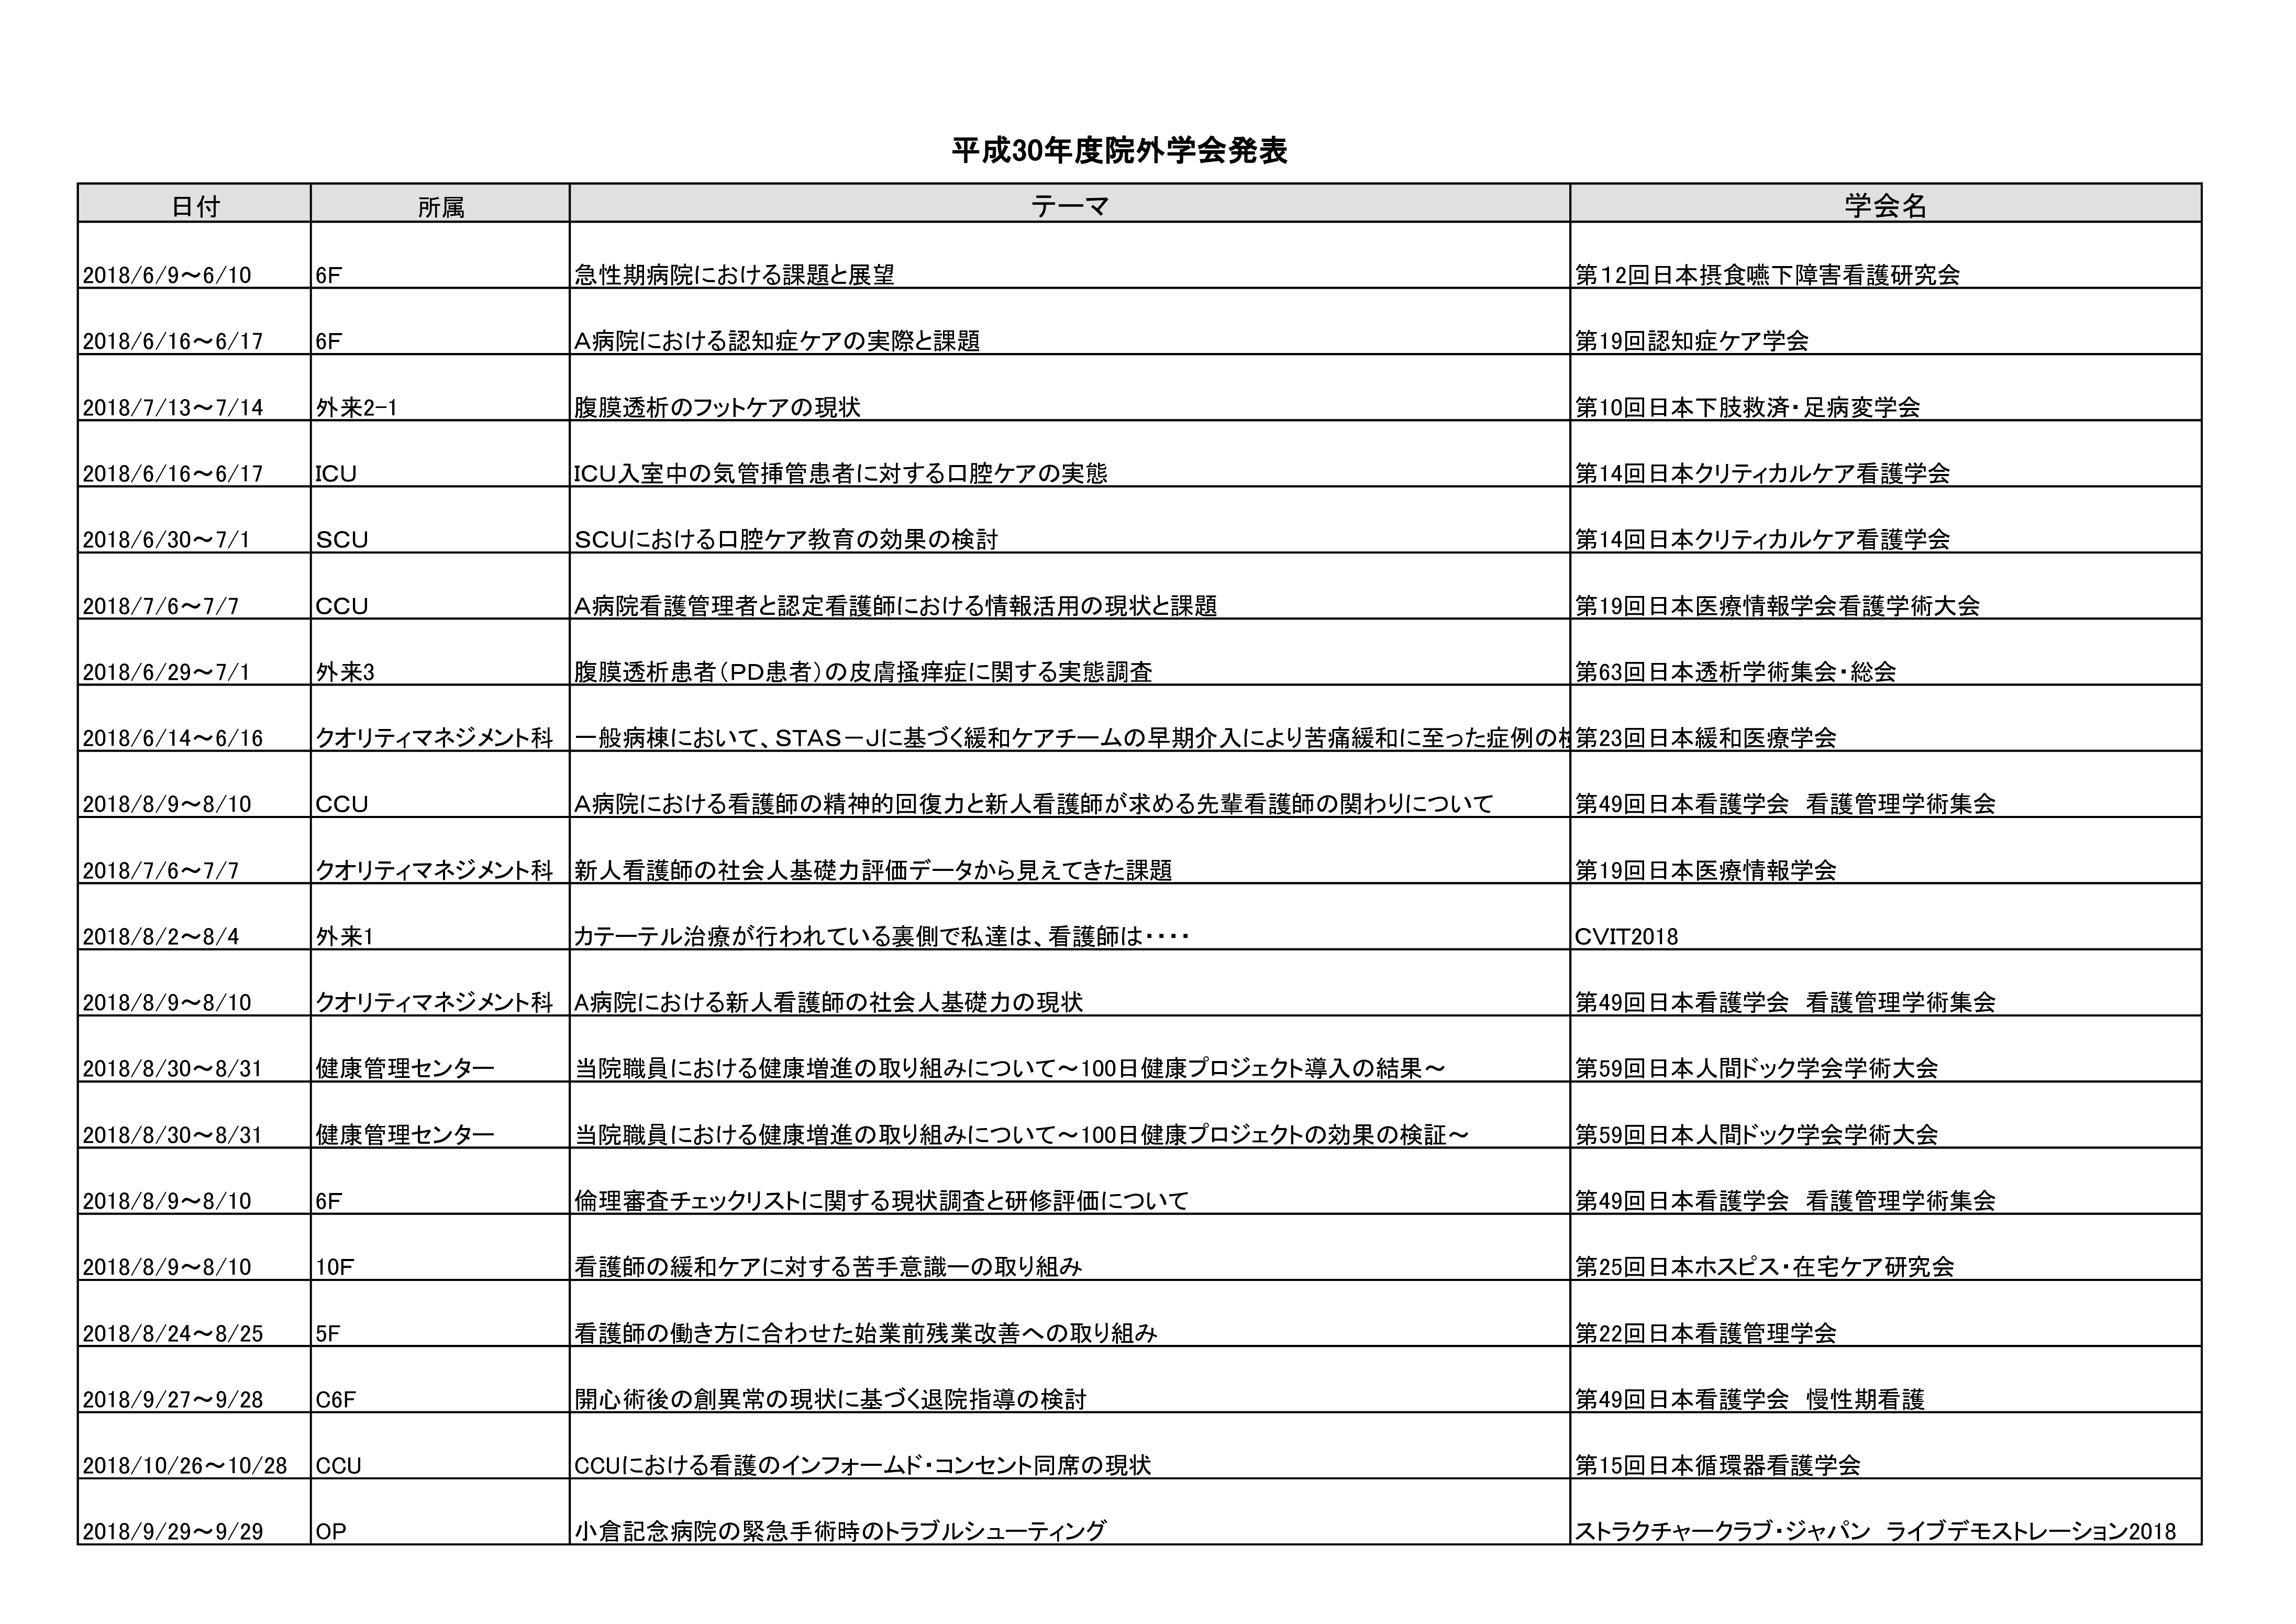 平成30年度院外学会発表
日付 所属 テーマ 学会名
2018/6/9～6/10 6F 急性期病院における課題と展望 第12回日本摂食嚥下障害看護研究会
2018/6/16～6/17 6F A病院における認知症ケアの実際と課題 第19回認知症ケア学会
2018/7/13～7/14 外来2-1 腹膜透析のフットケアの現状 第10回日本下肢救済・足病変学会
2018/6/16～6/17 ICU ICU入室中の気管挿管患者に対する口腔ケアの実態 第14回日本クリティカルケア看護学会
2018/6/30～7/1 SCU SCUにおける口腔ケア教育の効果の検討 第14回日本クリティカルケア看護学会
2018/7/6～7/7 CCU A病院看護管理者と認定看護師における情報活用の現状と課題 第19回日本医療情報学会看護学術大会
2018/6/29～7/1 外来3 腹膜透析患者（PD患者）の皮膚掻痒症に関する実態調査 第63回日本透析学術集会・総会
2018/6/14～6/16 クオリティマネジメント科 一般病棟において、STAS－Jに基づく緩和ケアチームの早期介入により苦痛緩和に至った症例の 第23回日本緩和医療学会
2018/8/9～8/10 CCU A病院における看護師の精神的回復力と新人看護師が求める先輩看護師の関わりについて 第49回日本看護学会　看護管理学術集会
2018/7/6～7/7 クオリティマネジメント科 新人看護師の社会人基礎力評価データから見えてきた課題 第19回日本医療情報学会
2018/8/2～8/4 外来1 カテーテル治療が行われている裏側で私達は、看護師は・・・・ CVIT2018
2018/8/9～8/10 クオリティマネジメント科 A病院における新人看護師の社会人基礎力の現状 第49回日本看護学会　看護管理学術集会
2018/8/30～8/31 健康管理センター 当院職員における健康増進の取り組みについて～100日健康プロジェクト導入の結果～ 第59回日本人間ドック学会学術大会
2018/8/30～8/31 健康管理センター 当院職員における健康増進の取り組みについて～100日健康プロジェクトの効果の検証～ 第59回日本人間ドック学会学術大会
2018/8/9～8/10 6F 倫理審査チェックリストに関する現状調査と研修評価について 第49回日本看護学会　看護管理学術集会
2018/8/9～8/10 10F 看護師の緩和ケアに対する苦手意識ーの取り組み 第25回日本ホスピス・在宅ケア研究会
2018/8/24～8/25 5F 看護師の働き方に合わせた始業前残業改善への取り組み 第22回日本看護管理学会
2018/9/27～9/28 C6F 開心術後の創異常の現状に基づく退院指導の検討 第49回日本看護学会　慢性期看護
2018/10/26～10/28 CCU CCUにおける看護のインフォームド・コンセント同席の現状 第15回日本循環器看護学会
2018/9/29～9/29 OP 小倉記念病院の緊急手術時のトラブルシューティング ストラクチャークラブ・ジャパン　ライブデモストレーション2018